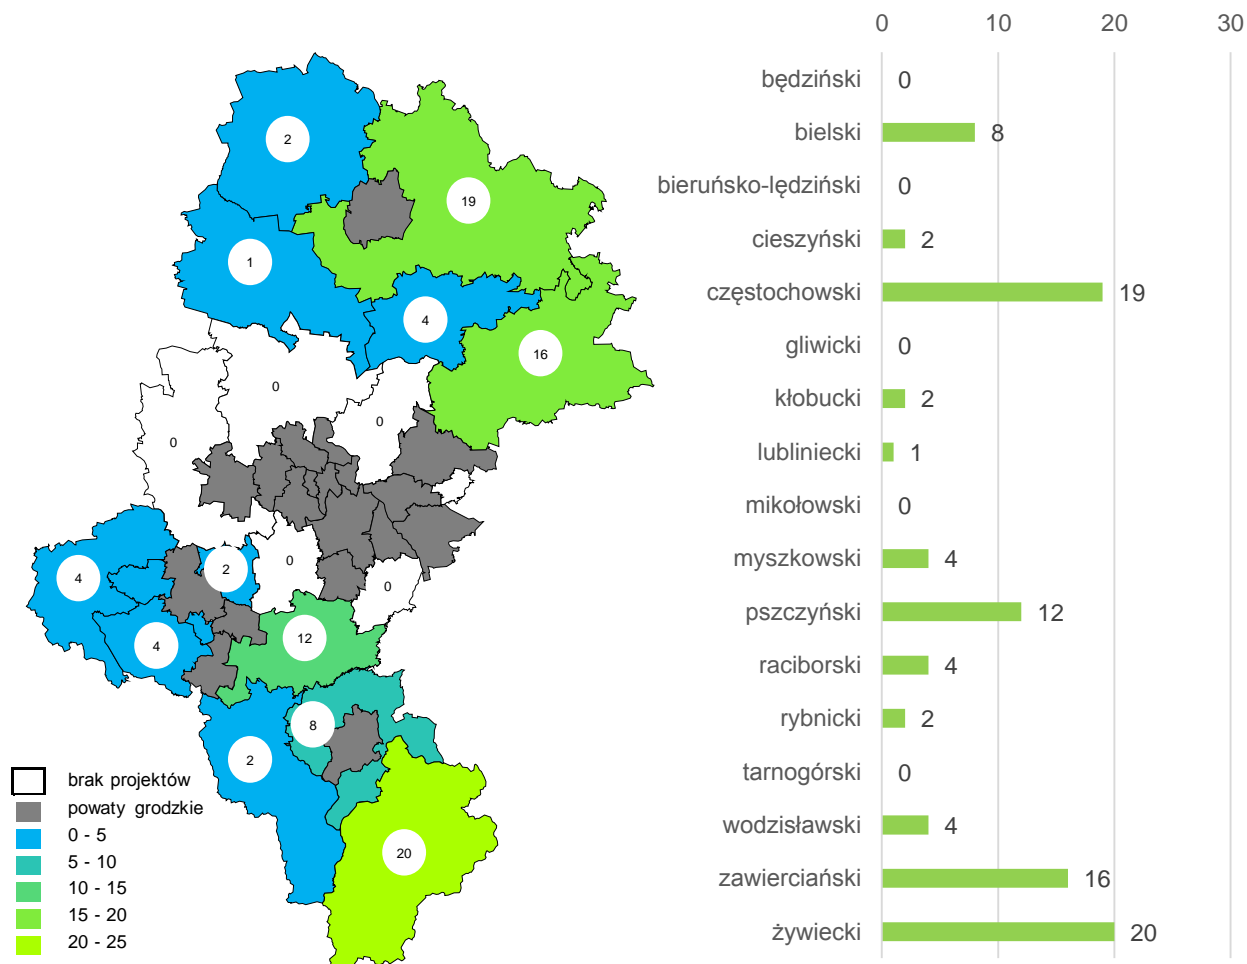 2
19
1
4
16
0
0
0
4
2
0
0
4
12
8
2
20
brak projektów
powaty grodzkie
0 - 5
5 - 10
10 - 15
15 - 20
20 - 25
0 10 20 30
będziński 0
bielski 8
bieruńsko-lędziński 0
cieszyński 2
częstochowski 19
gliwicki 0
kłobucki 2
lubliniecki 1
mikołowski 0
myszkowski 4
pszczyński 12
raciborski 4
rybnicki 2
tarnogórski 0
wodzisławski 4
zawierciański 16
żywiecki 20